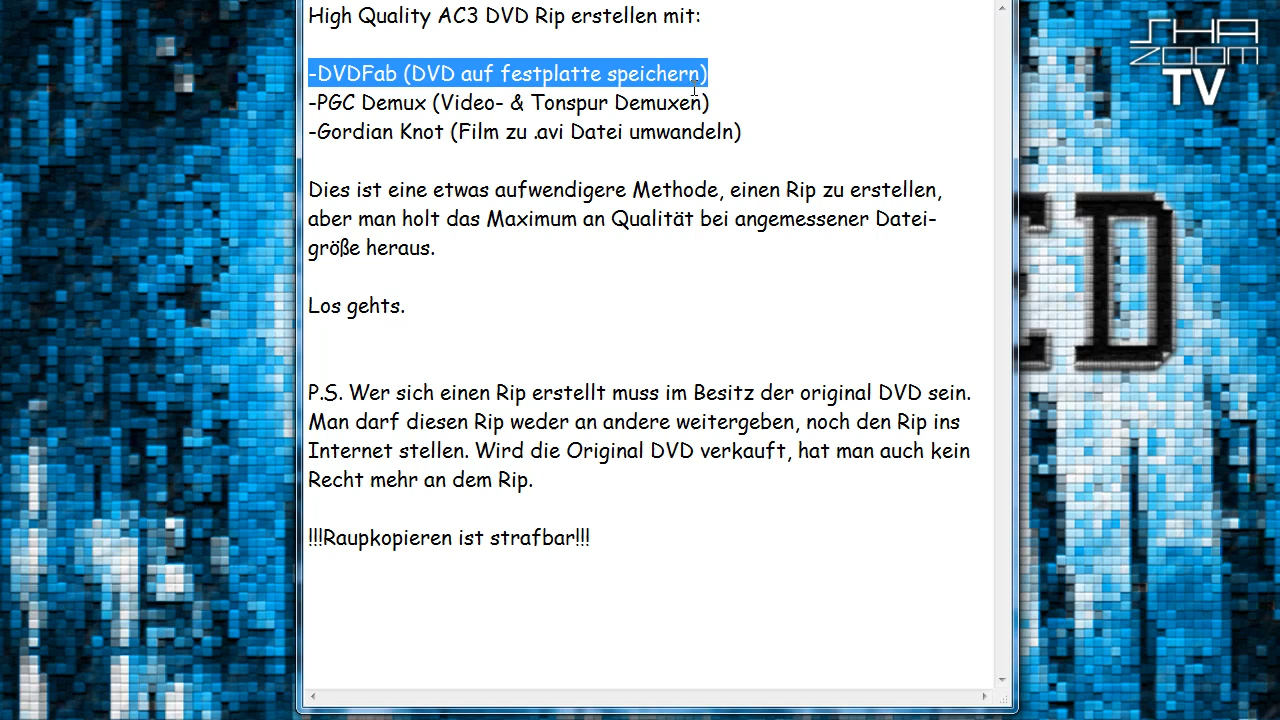 High Quality AC3 DVD Rip erstellen mit:
-DVDFab (DVD auf festplatte speichern)
-PGC Demux (Video- & Tonspur Demuxen)
-Gordian Knot (Film zu .avi Datei umwandeln)
Dies ist eine etwas aufwendigere Methode, einen Rip zu erstellen,
aber man holt das Maximum an Qualität bei angemessener Datei-
größe heraus.
Los gehts.
P.S. Wer sich einen Rip erstellt muss im Besitz der original DVD sein.
Man darf diesen Rip weder an andere weitergeben, noch den Rip ins
Internet stellen. Wird die Original DVD verkauft, hat man auch kein
Recht mehr an dem Rip.
!!!Raupkopieren ist strafbar!!!
SHA
ZOOM
TV
ED